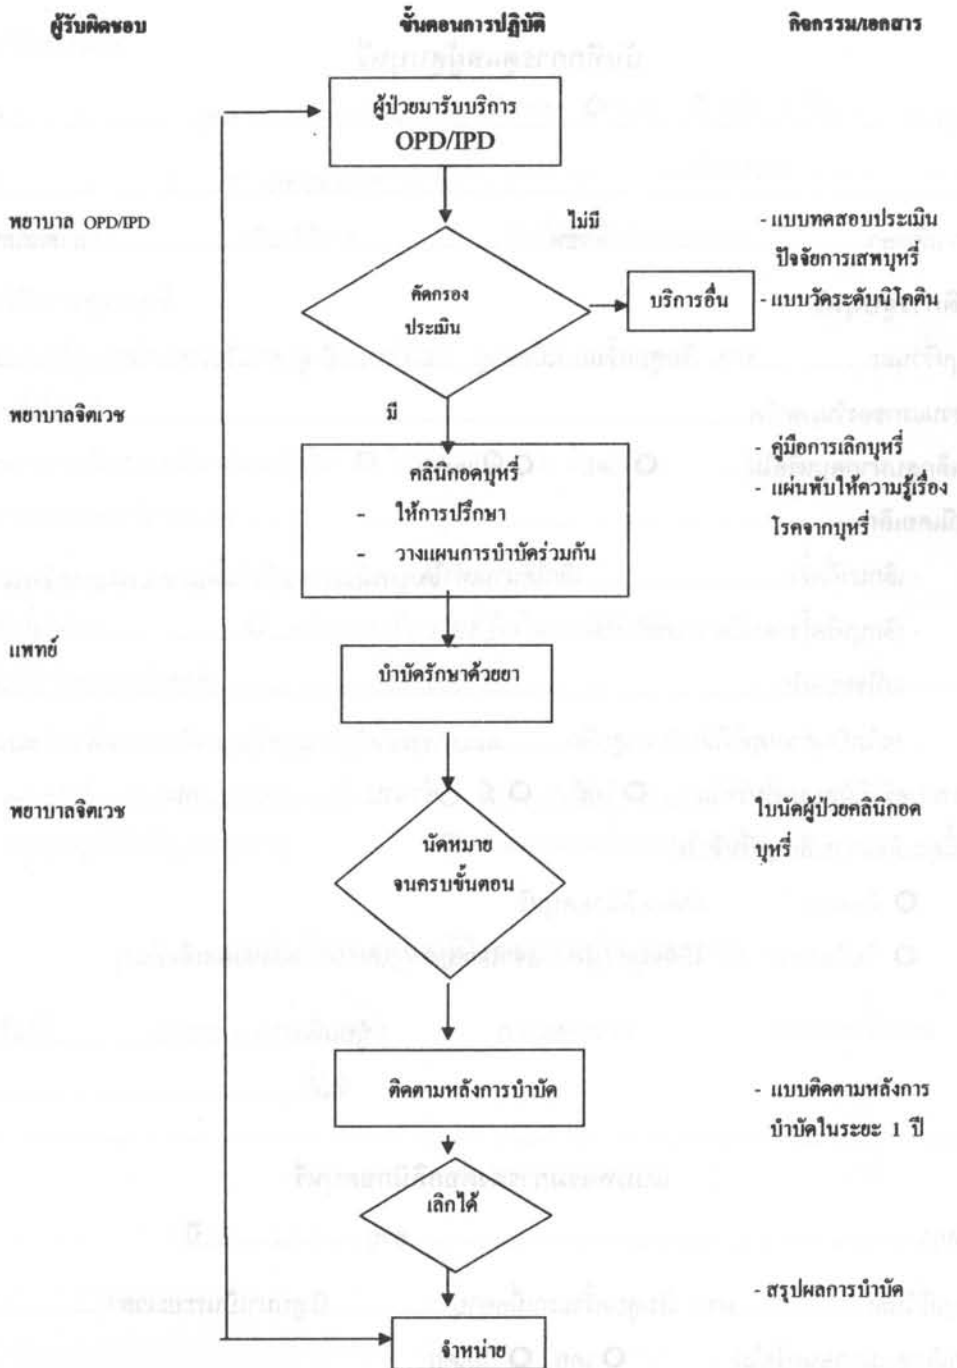 ผู้รับผิดชอบ ขั้นตอนการปฏิบัติ กิจกรรม/เอกสาร
ผู้ป่วยมารับบริการ
OPD/IPD
พยาบาล OPD/IPD
ไม่มี
- แบบทดสอบประเมิน
ปัจจัยการเสพบุหรี่
คัดกรอง
ประเมิน
บริการอื่น
- แบบวัดระดับนิโคติน
พยาบาลจิตเวช
มี
คลินิกอดบุหรี่
- ให้การปรึกษา
- วางแผนการบำบัดร่วมกัน
- คู่มือการเลิกบุหรี่
- แผ่นพับให้ความรู้เรื่อง
โรคจากบุหรี่
แพทย์
บำบัดรักษาด้วยยา
พยาบาลจิตเวช
นัดหมาย
จนครบขั้นตอน
ใบนัดผู้ป่วยคลินิกอด
บุหรี่
ติดตามหลังการบำบัด
- แบบติดตามหลังการ
บำบัดในระยะ 1 ปี
เลิกได้
- สรุปผลการบำบัด
จำหน่าย